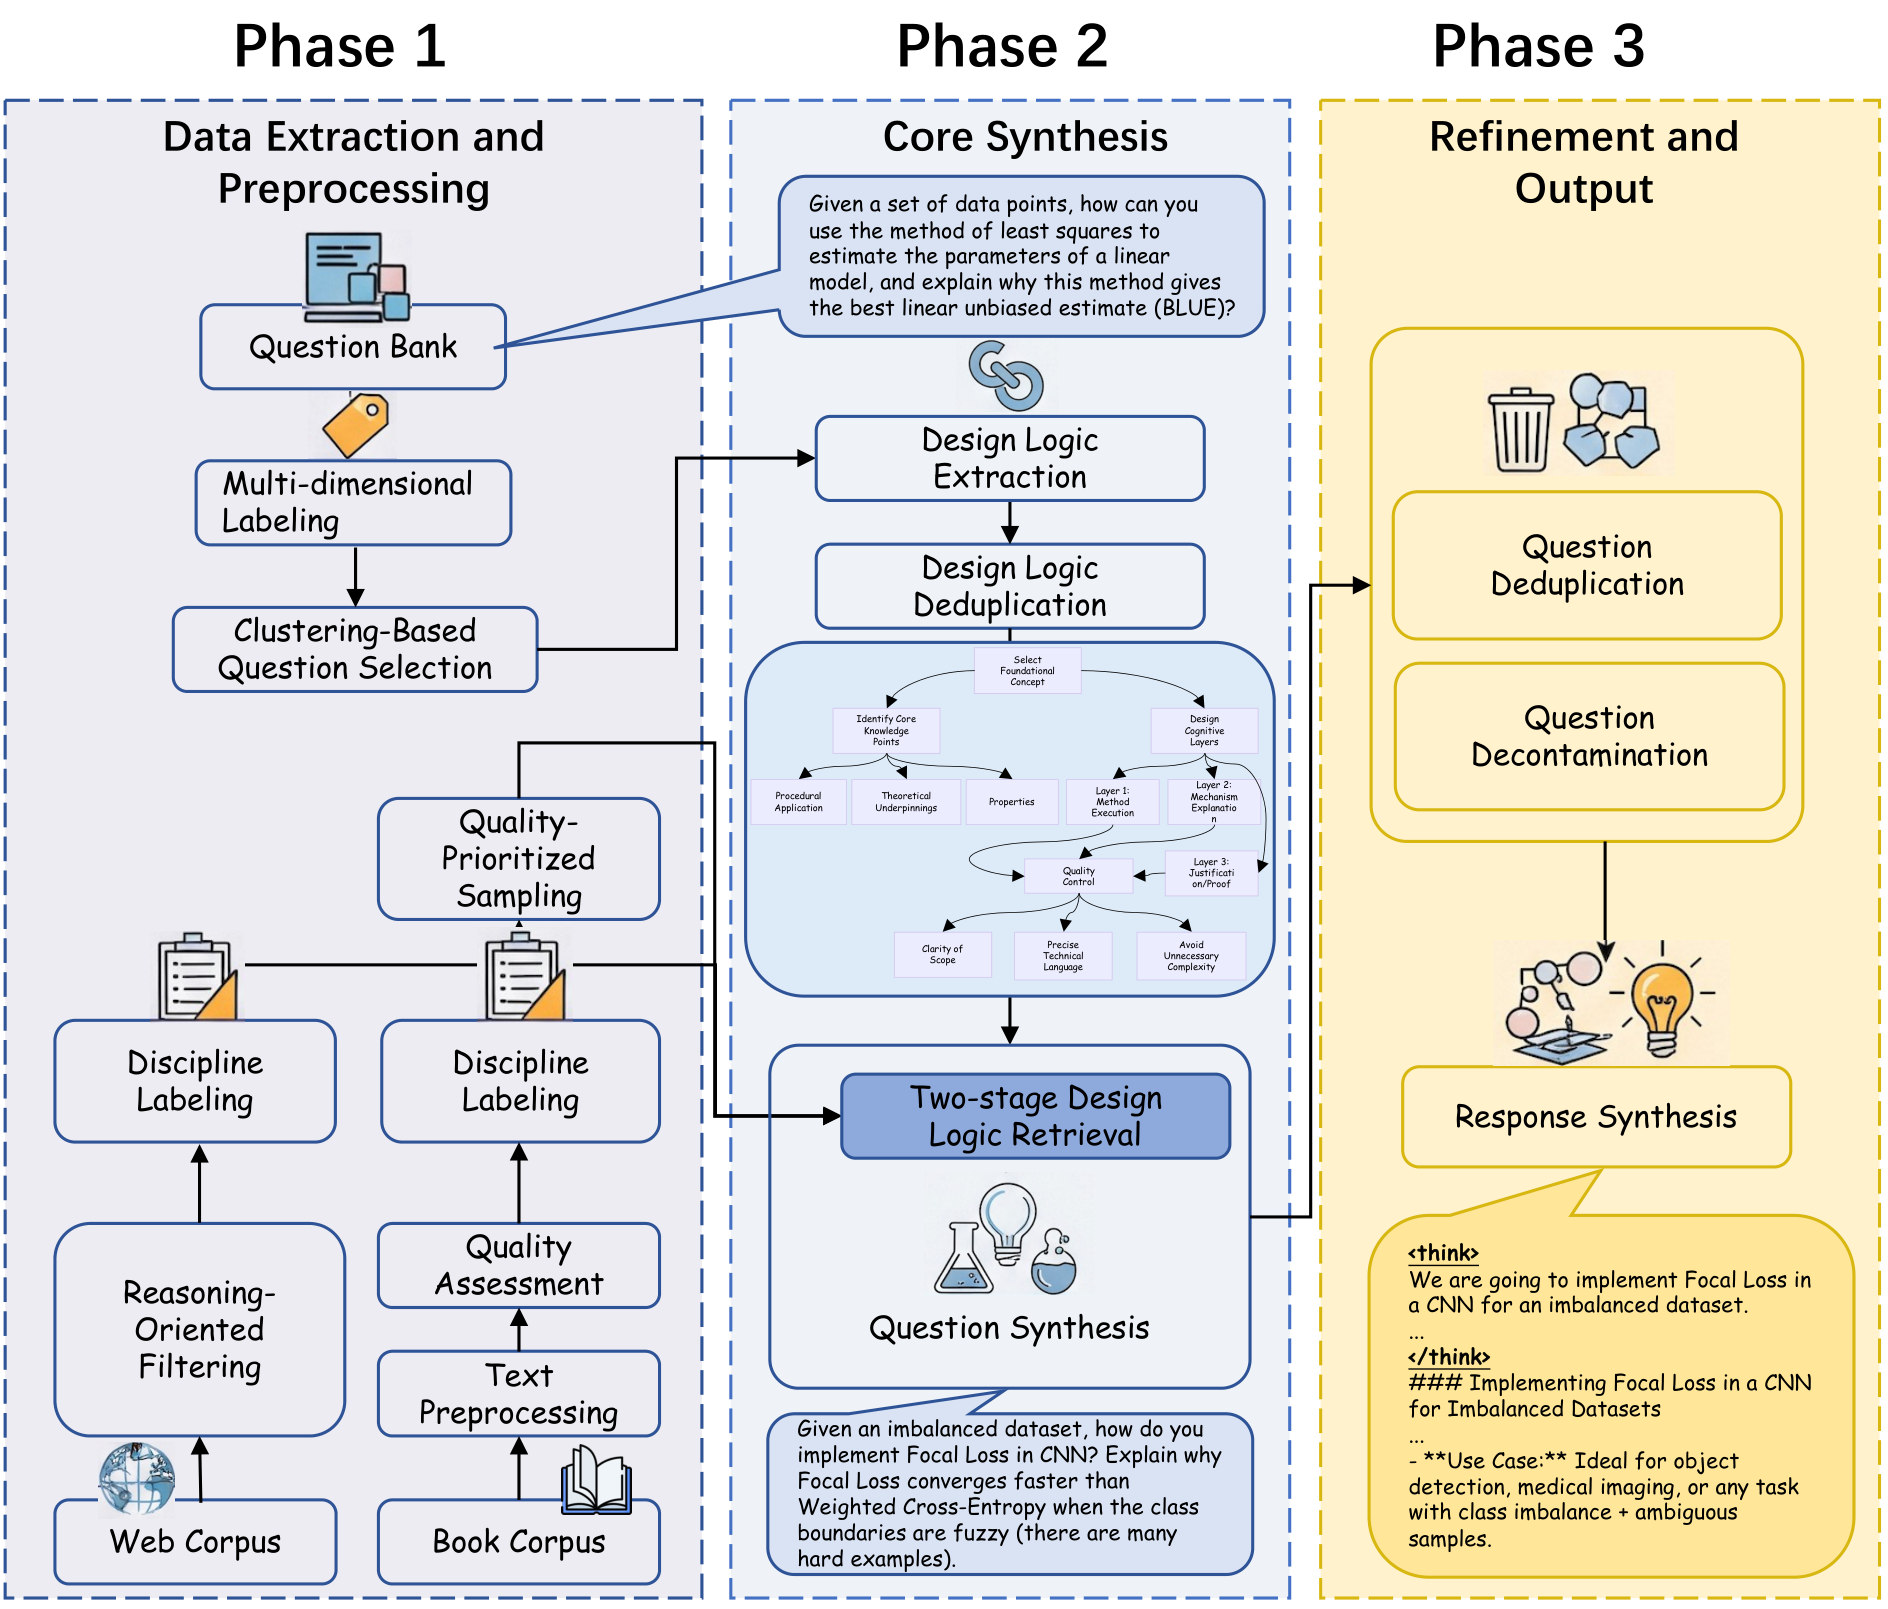 Phase 1
Data Extraction and
Preprocessing
Question Bank
Multi-dimensional
Labeling
Clustering-Based
Question Selection
Quality-
Prioritized
Sampling
Discipline
Labeling
Discipline
Labeling
Reasoning-
Oriented
Filtering
Quality
Assessment
Text
Preprocessing
Web Corpus
Book Corpus
Phase 2
Core Synthesis
Given a set of data points, how can you
use the method of least squares to
estimate the parameters of a linear
model, and explain why this method gives
the best linear unbiased estimate (BLUE)?
Design Logic
Extraction
Design Logic
Deduplication
Select
Foundational
Concept
Identify Core
Knowledge
Points
Design
Cognitive
Layers
Procedural
Application
Theoretical
Underpinnings
Properties
Layer 1:
Method
Execution
Layer 2:
Mechanism
Explanatio
n
Quality
Control
Layer 3:
Justificati
on/Proof
Clarity of
Scope
Precise
Technical
Language
Avoid
Unnecessary
Complexity
Two-stage Design
Logic Retrieval
Question Synthesis
Given an imbalanced dataset, how do you
implement Focal Loss in CNN? Explain why
Focal Loss converges faster than
Weighted Cross-Entropy when the class
boundaries are fuzzy (there are many
hard examples).
Phase 3
Refinement and
Output
Question
Deduplication
Question
Decontamination
Response Synthesis
<think>
We are going to implement Focal Loss in
a CNN for an imbalanced dataset.
...
</think>
### Implementing Focal Loss in a CNN
for Imbalanced Datasets
...
- **Use Case:** Ideal for object
detection, medical imaging, or any task
with class imbalance + ambiguous
samples.